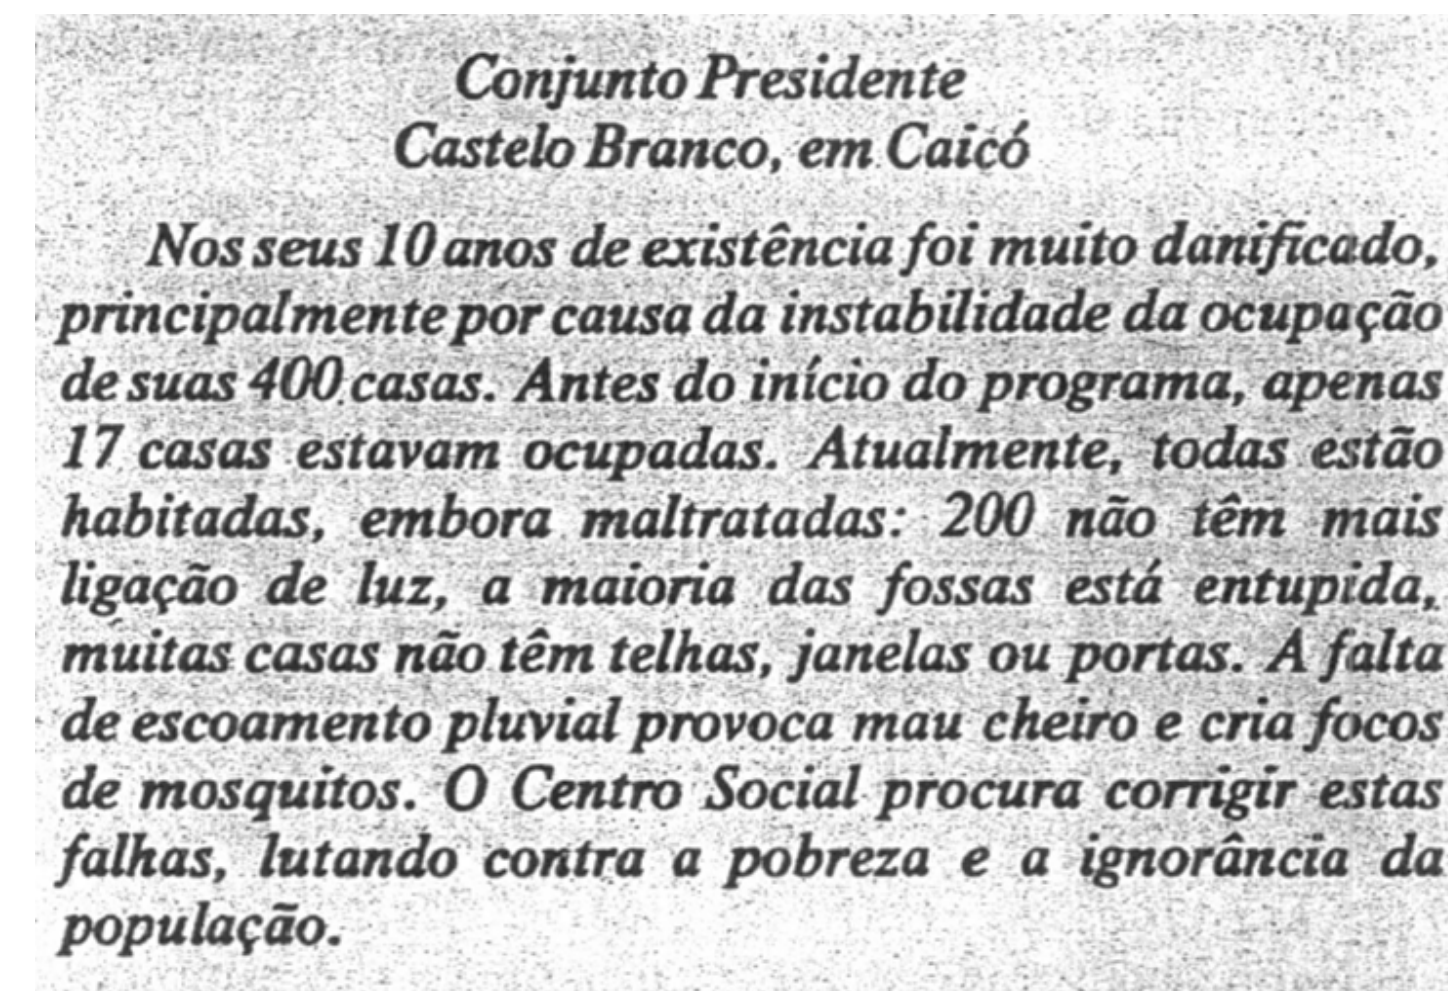 Conjunto Presidente
Castelo Branco, em Caicó
Nos seus 10 anos de existência foi muito danificado,
principalmente por causa da instabilidade da ocupação
de suas 400 casas. Antes do início do programa, apenas
17 casas estavam ocupadas. Atualmente, todas estão
habitadas, embora maltratadas: 200 não têm mais
ligação de luz, a maioria das fossas está entupida,
muitas casas não têm telhas, janelas ou portas. A falta
de escoamento pluvial provoca mau cheiro e cria focos
de mosquitos. O Centro Social procura corrigir estas
falhas, lutando contra a pobreza e a ignorância da
população.